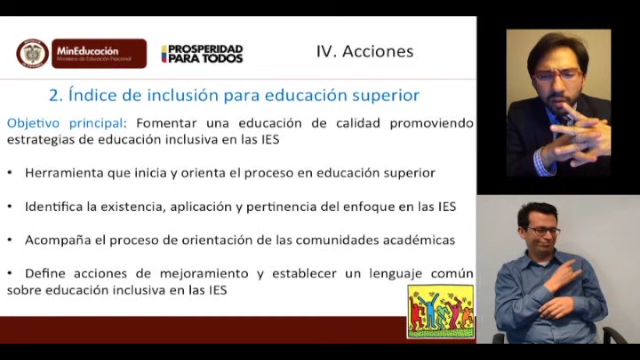 MinEducación
Ministerio de Educación Nacional
PROSPERIDAD
PARA TODOS
IV. Acciones
2. Índice de inclusión para educación superior
Objetivo principal: Fomentar una educación de calidad promoviendo
estrategias de educación inclusiva en las IES
• Herramienta que inicia y orienta el proceso en educación superior
• Identifica la existencia, aplicación y pertinencia del enfoque en las IES
• Acompaña el proceso de orientación de las comunidades académicas
• Define acciones de mejoramiento y establecer un lenguaje común
sobre educación inclusiva en las IES